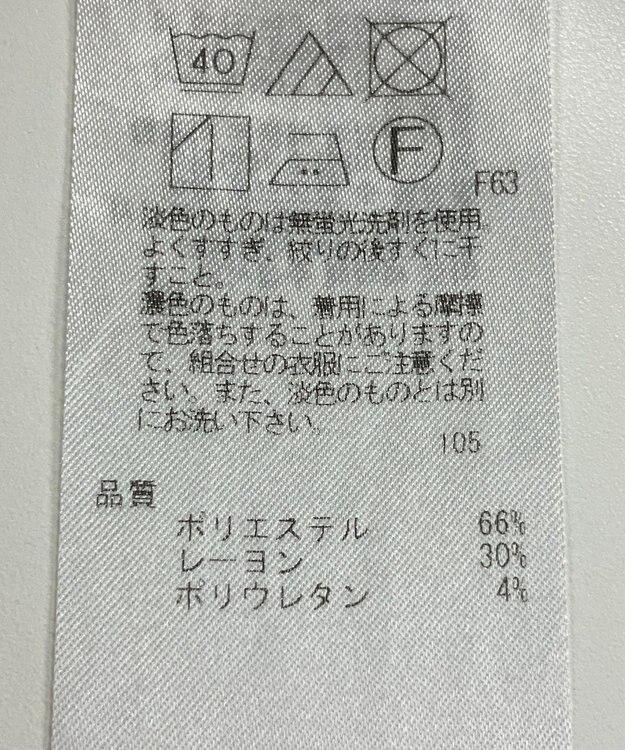 40
F
F63
淡色のものは無蛍光洗剤を使用
よくすすぎ、絞りの後すぐに干
すこと。
濃色のものは、着用による摩擦
で色落ちすることがありますの
で、組合せの衣服にご注意くだ
さい。また、淡色のものとは別
にお洗い下さい。
105
品質
ポリエステル 66%
レーヨン 30%
ポリウレタン 4%